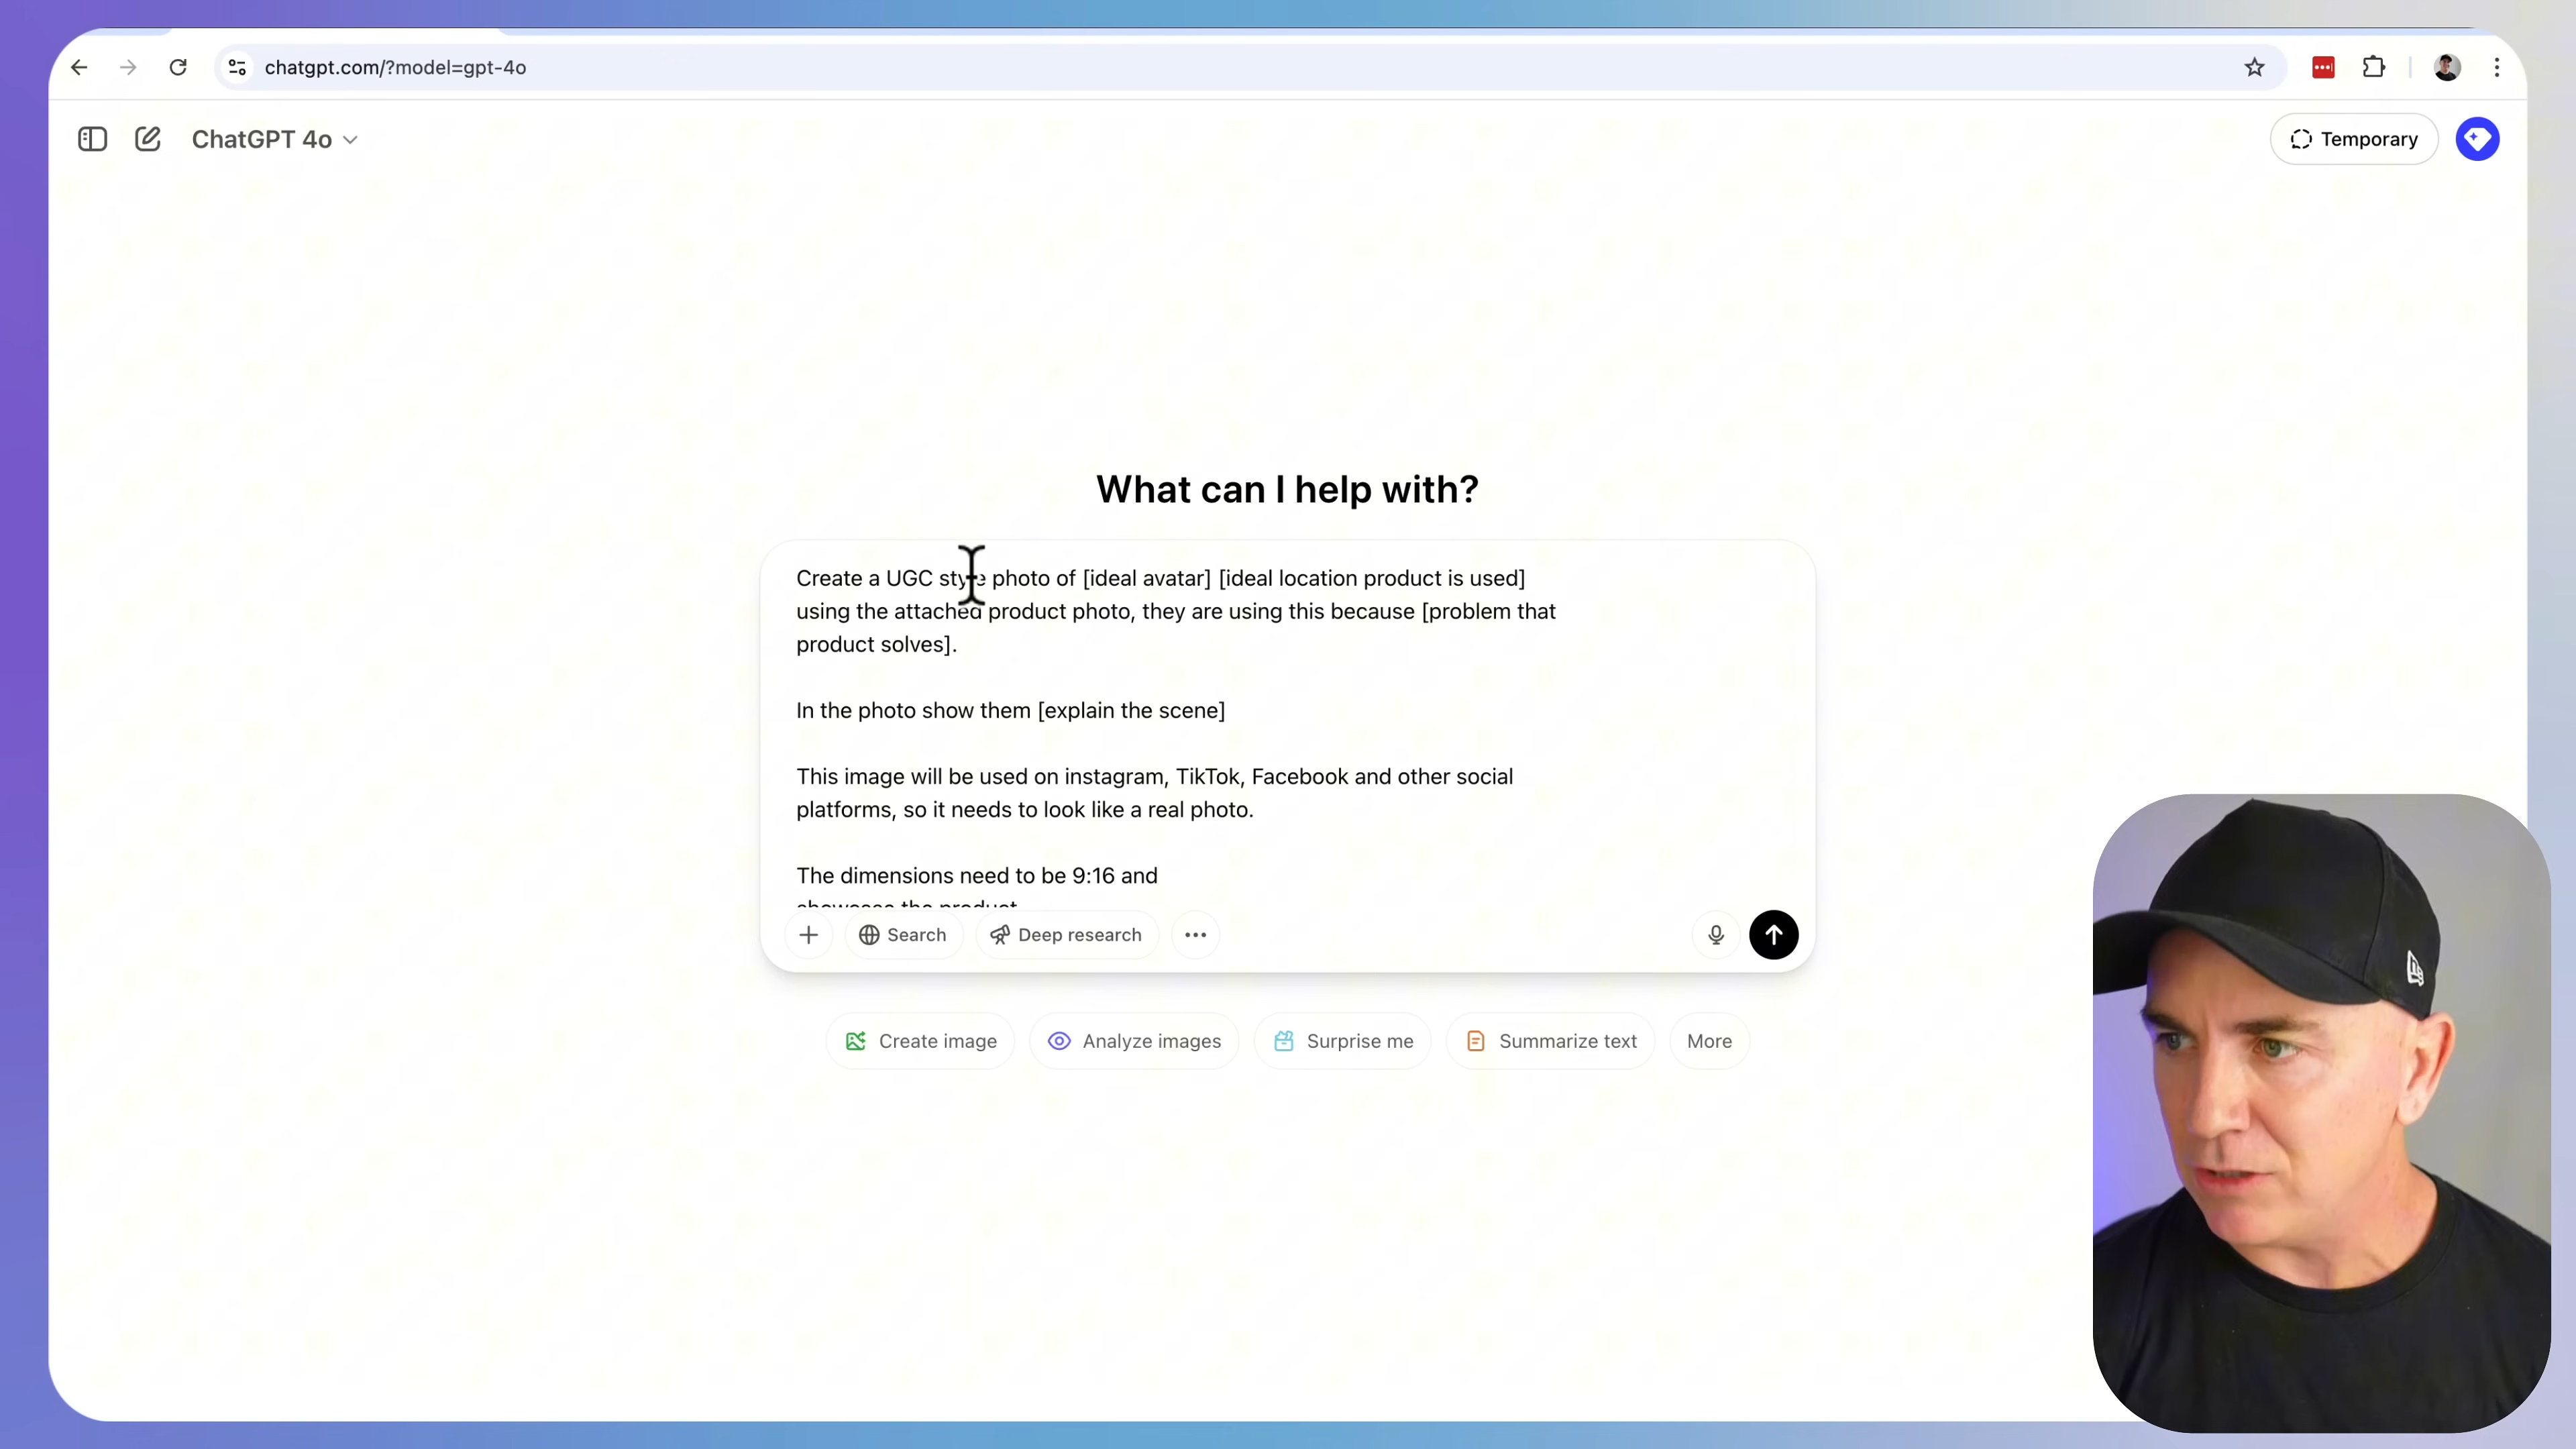 chatgpt.com/?model=gpt-4o
ChatGPT 4o
Temporary
What can I help with?
Create a UGC style photo of [ideal avatar] [ideal location product is used]
using the attached product photo, they are using this because [problem that
product solves].
In the photo show them [explain the scene]
This image will be used on instagram, TikTok, Facebook and other social
platforms, so it needs to look like a real photo.
The dimensions need to be 9:16 and
showcase the product
Search
Deep research
Create image
Analyze images
Surprise me
Summarize text
More